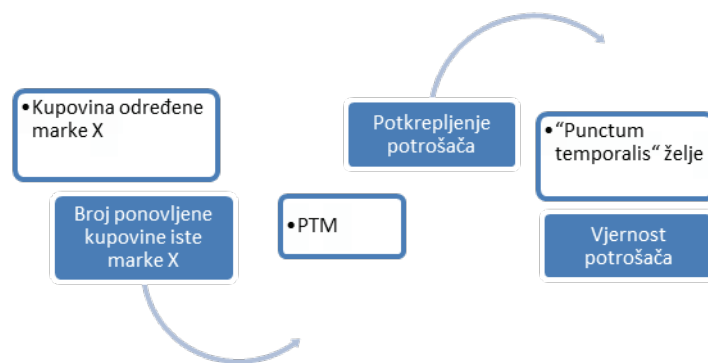 •Kupovina određene
marke X
Broj ponovljene
kupovine iste
marke X
•PTM
Potkrepljenje
potrošača
•“Punctum
temporalis“ želje
Vjernost
potrošača